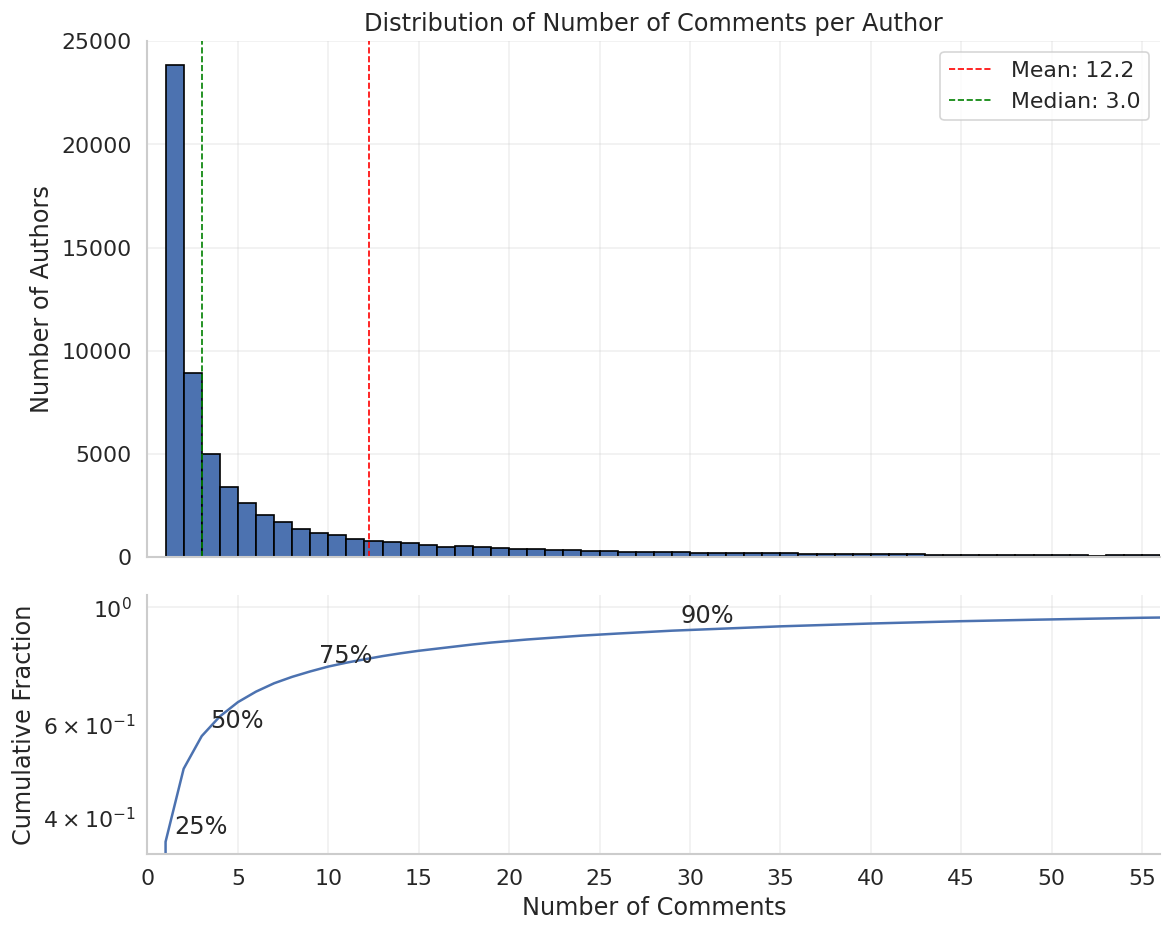 Distribution of Number of Comments per Author
25000
20000
15000
10000
5000
0
Number of Authors
Mean: 12.2
Median: 3.0
10⁰
6 × 10⁻¹
4 × 10⁻¹
Cumulative Fraction
25%
50%
75%
90%
0 5 10 15 20 25 30 35 40 45 50 55
Number of Comments